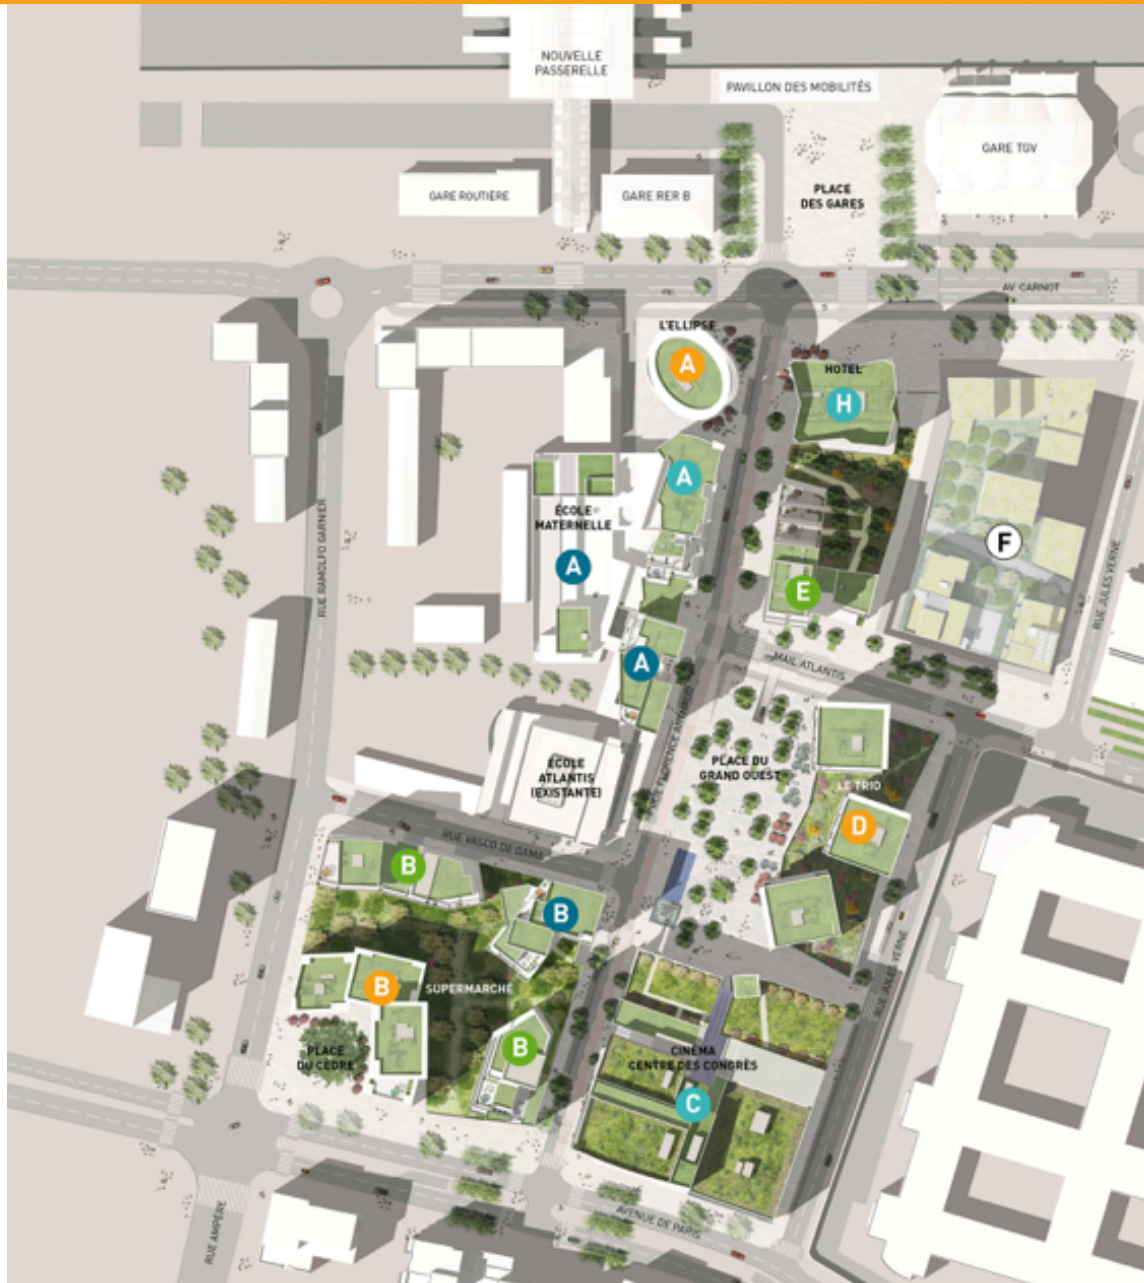 NOUVELLE
PASSERELLE
PAVILLON DES MOBILITÉS
GARE TGV
GARE ROUTIÈRE
GARE RER B
PLACE
DES GARES
AV. CARNOT
L'ELLIPSE
A
HOTEL
H
A
ÉCOLE
MATERNELLE
F
A
E
RUE RAMOLFO GARNIER
RUE JULES VERNE
A
MAIL ATLANTIS
PLACE DU
GRAND OUEST
ÉCOLE
ATLANTIS
(EXISTANTE)
LE TRIO
D
RUE VASCO DE GAMA
B
B
RUE JULES VERNE
B
SUPERMARCHÉ
B
PLACE
DU CÈDRE
CINÉMA
CENTRE DES CONGRÈS
C
AVENUE DE PARIS
RUE AMPÈRE